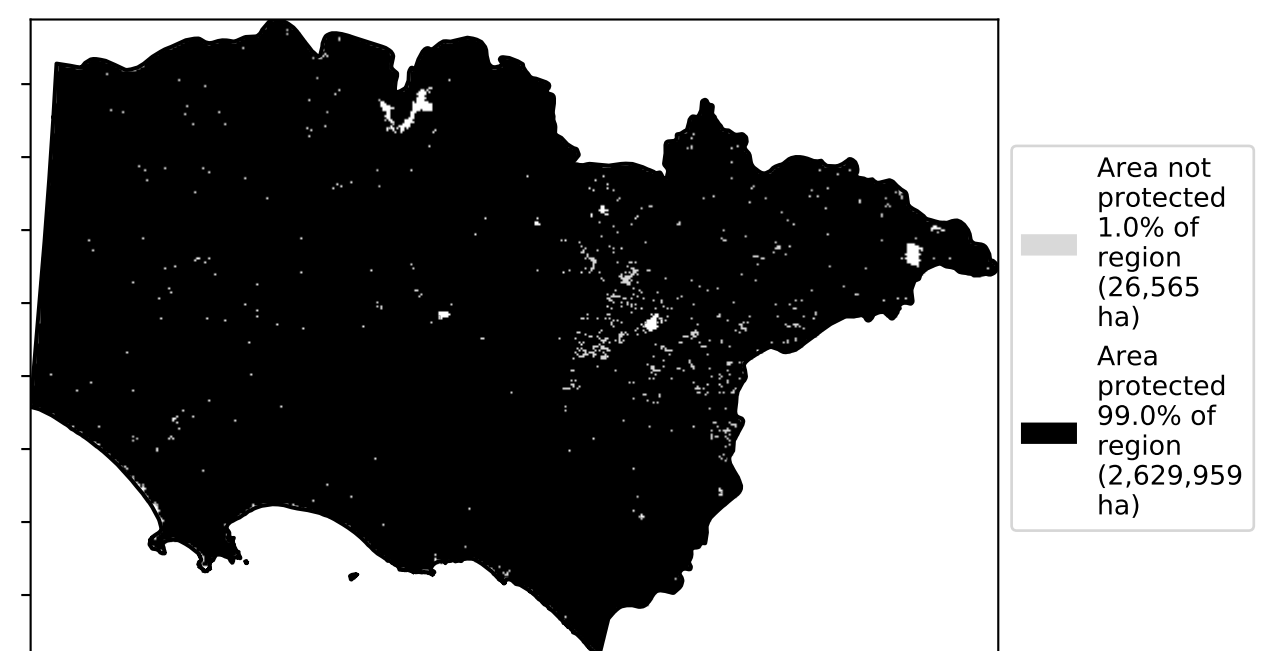 Area not
protected
1.0% of
region
(26,565
ha)
Area
protected
99.0% of
region
(2,629,959
ha)